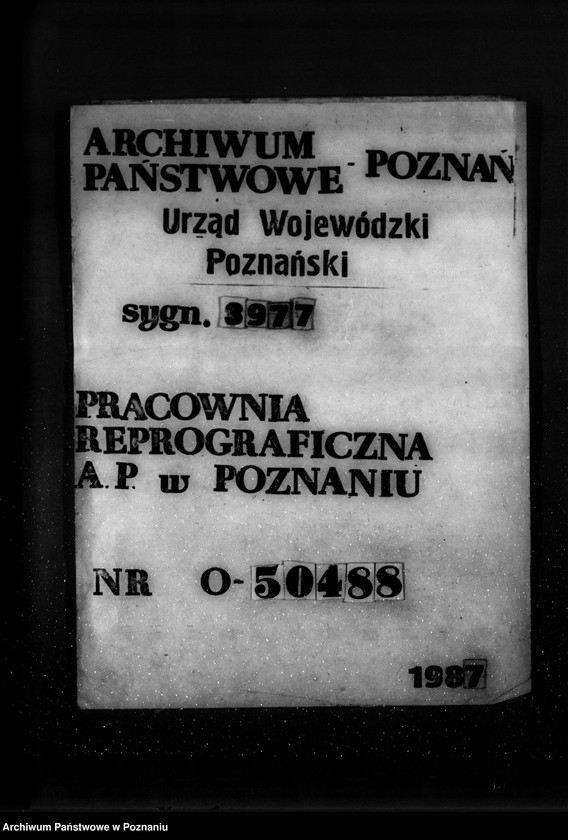 ARCHIWUM
PAŃSTWOWE - POZNAŃ
Urząd Wojewódzki
Poznański
sygn. 3977
PRACOWNIA
REPROGRAFICZNA
A.P. w POZNANIU
NR O-50488
1987
Archiwum Państwowe w Poznaniu